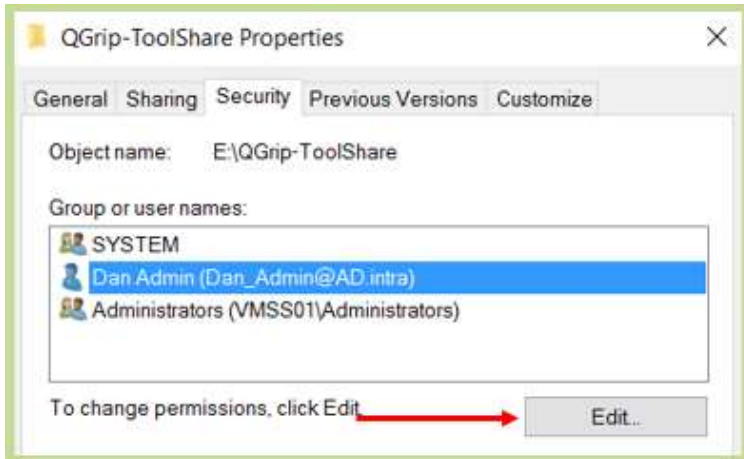 QGrip-ToolShare Properties
General Sharing Security Previous Versions Customize
Object name: E:\QGrip-ToolShare
Group or user names:
SYSTEM
Dan Admin (Dan_Admin@AD.intra)
Administrators (VMSS01\Administrators)
To change permissions, click Edit.
Edit...